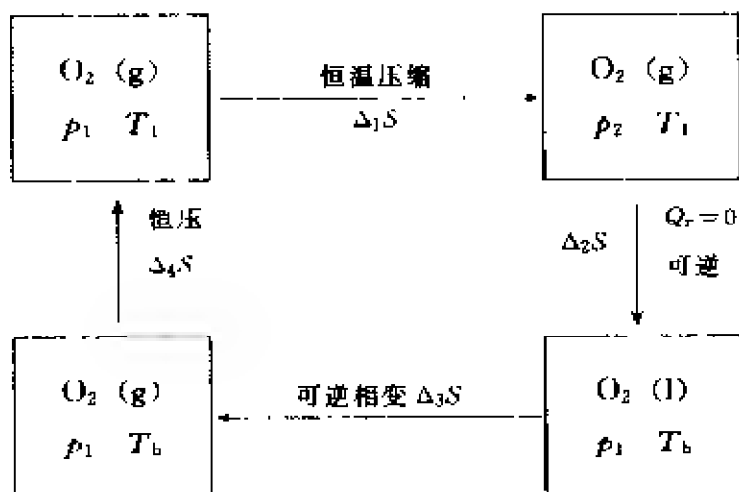 O₂ (g)
p₁ T₁
恒温压缩
Δ₁S
O₂ (g)
p₂ T₁
恒压
Δ₄S
Δ₂S
Qᵣ=0
可逆
O₂ (g)
p₁ T_b
可逆相变 Δ₃S
O₂ (l)
p₁ T_b